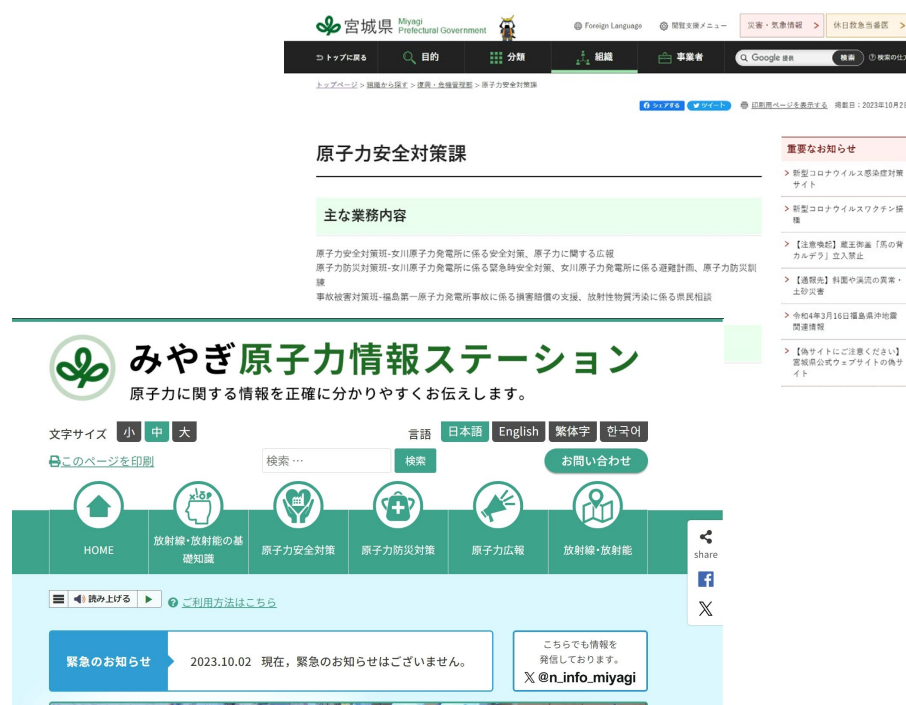 宮城県 Miyagi Prefectural Government
Foreign Language
閲覧支援メニュー
災害・気象情報 >
休日救急当番医 >
トップに戻る
目的
分類
組織
事業者
Google 提供
検索
検索の仕方
トップページ > 組織から探す > 復興・危機管理部 > 原子力安全対策課
シェアする
ツイート
印刷用ページを表示する
掲載日：2023年10月2日
原子力安全対策課
主な業務内容
原子力安全対策班-女川原子力発電所に係る安全対策、原子力に関する広報
原子力防災対策班-女川原子力発電所に係る緊急時安全対策、女川原子力発電所に係る避難計画、原子力防災訓
練
事故被害対策班-福島第一原子力発電所事故に係る損害賠償の支援、放射性物質汚染に係る県民相談
重要なお知らせ
> 新型コロナウイルス感染症対策
サイト
> 新型コロナウイルスワクチン接
種
> 【注意喚起】蔵王御釜「馬の背
カルデラ」立入禁止
> 【通報先】斜面や渓流の異常・
土砂災害
> 令和4年3月16日福島県沖地震
関連情報
> 【偽サイトにご注意ください】
宮城県公式ウェブサイトの偽サ
イト
みやぎ原子力情報ステーション
原子力に関する情報を正確に分かりやすくお伝えします。
文字サイズ 小 中 大
言語 日本語 English 繁体字 한국어
このページを印刷
検索 …
検索
お問い合わせ
HOME
放射線・放射能の基
礎知識
原子力安全対策
原子力防災対策
原子力広報
放射線・放射能
share
読み上げる
ご利用方法はこちら
緊急のお知らせ
2023.10.02 現在，緊急のお知らせはございません。
こちらでも情報を
発信しております。
X @n_info_miyagi